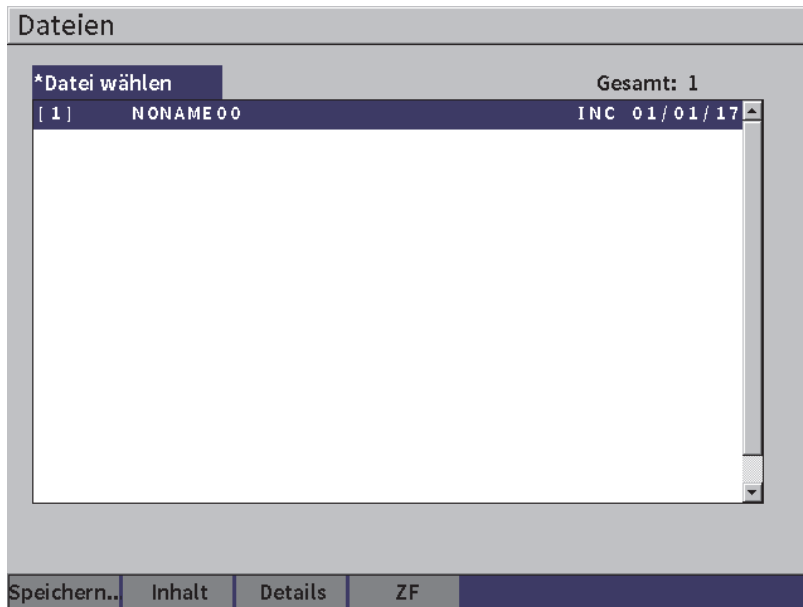 Dateien
*Datei wählen Gesamt: 1
[1] NONAME00 INC 01/01/17
Speichern.. Inhalt Details ZF